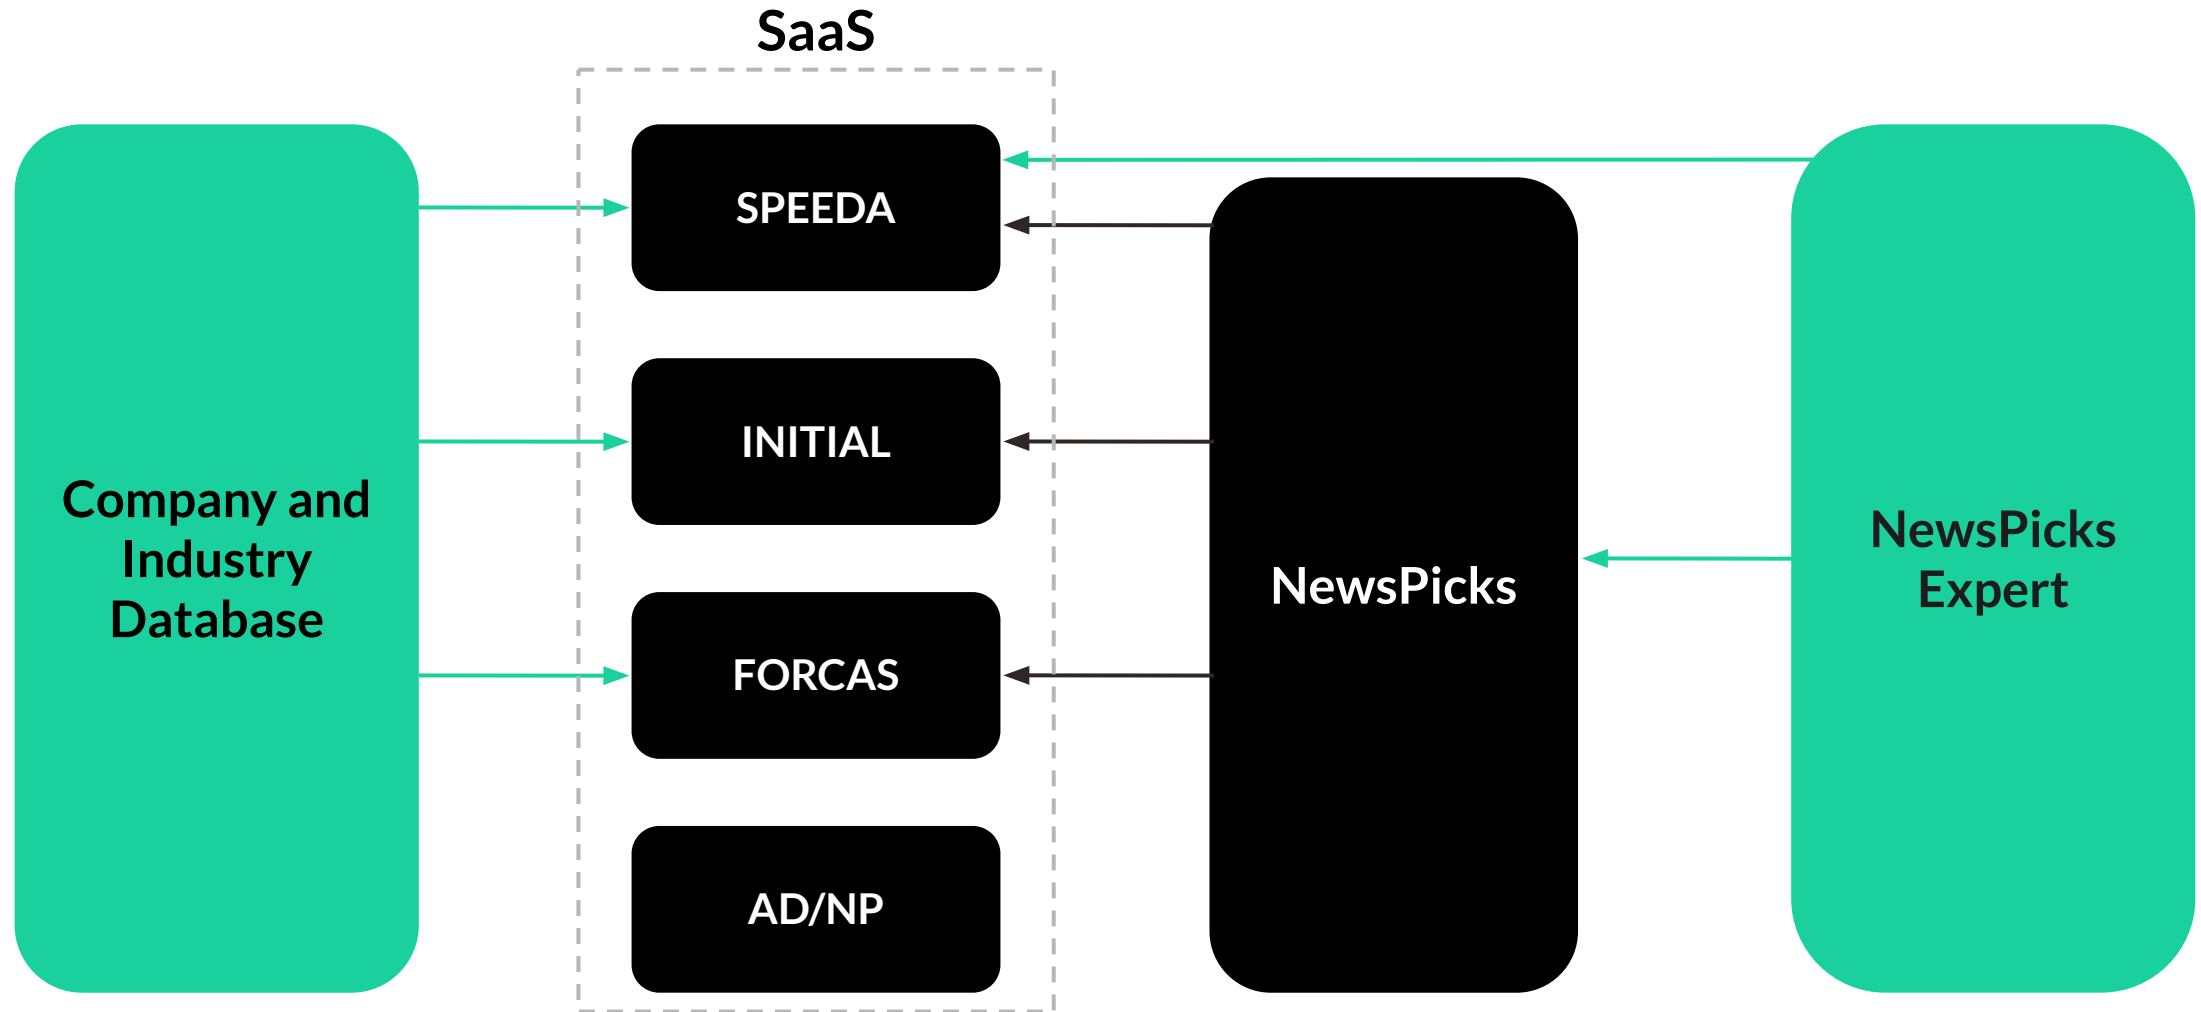 SaaS
Company and
Industry
Database
SPEEDA
INITIAL
FORCAS
AD/NP
NewsPicks
NewsPicks
Expert